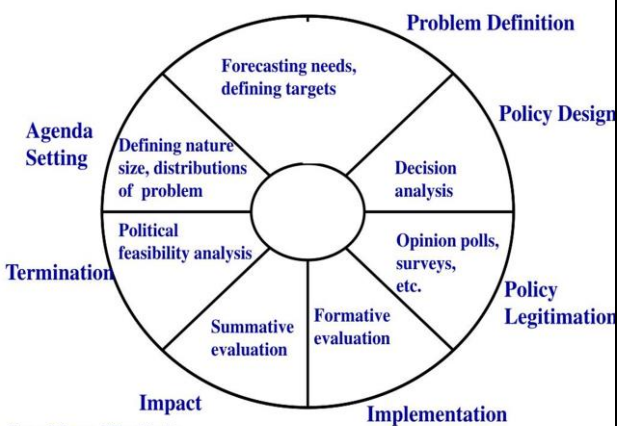 Problem Definition
Forecasting needs,
defining targets
Policy Design
Agenda
Setting
Defining nature
size, distributions
of problem
Decision
analysis
Political
feasibility analysis
Opinion polls,
surveys,
etc.
Termination
Policy
Legitimation
Summative
evaluation
Formative
evaluation
Impact
Implementation